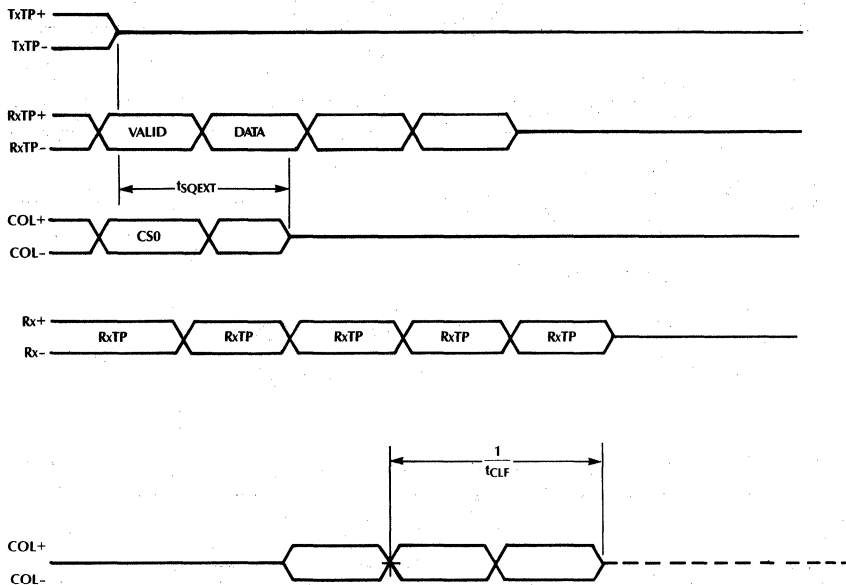 TxTP+
TxTP–
RxTP+
RxTP–
VALID DATA
tSQEXT
COL+
COL–
CS0
Rx+
Rx–
RxTP RxTP RxTP RxTP RxTP
1
tCLF
COL+
COL–